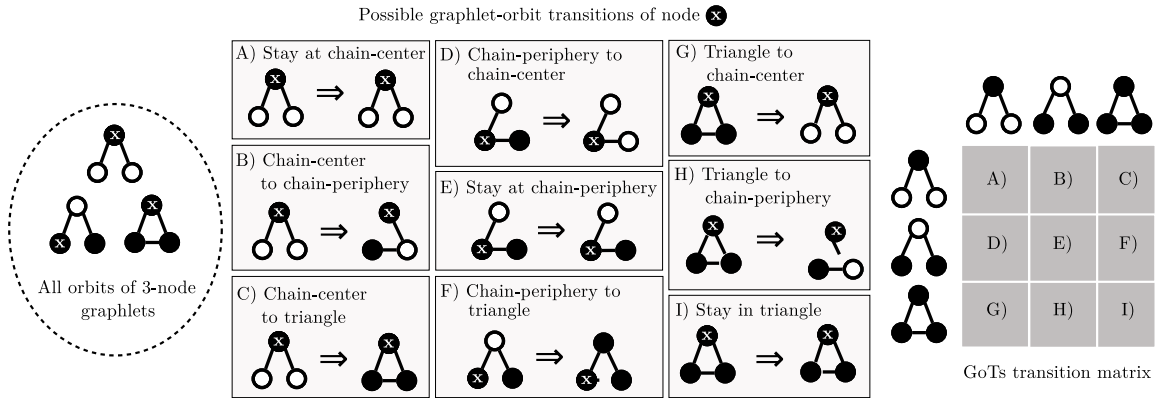 Possible graphlet-orbit transitions of node x
x
x
x
All orbits of 3-node
graphlets
A) Stay at chain-center
x
x
B) Chain-center
to chain-periphery
x
x
C) Chain-center
to triangle
x
x
D) Chain-periphery to
chain-center
x
x
E) Stay at chain-periphery
x
x
F) Chain-periphery to
triangle
x
x
G) Triangle to
chain-center
x
x
H) Triangle to
chain-periphery
x
x
I) Stay in triangle
x
x
A) B) C)
D) E) F)
G) H) I)
GoTs transition matrix